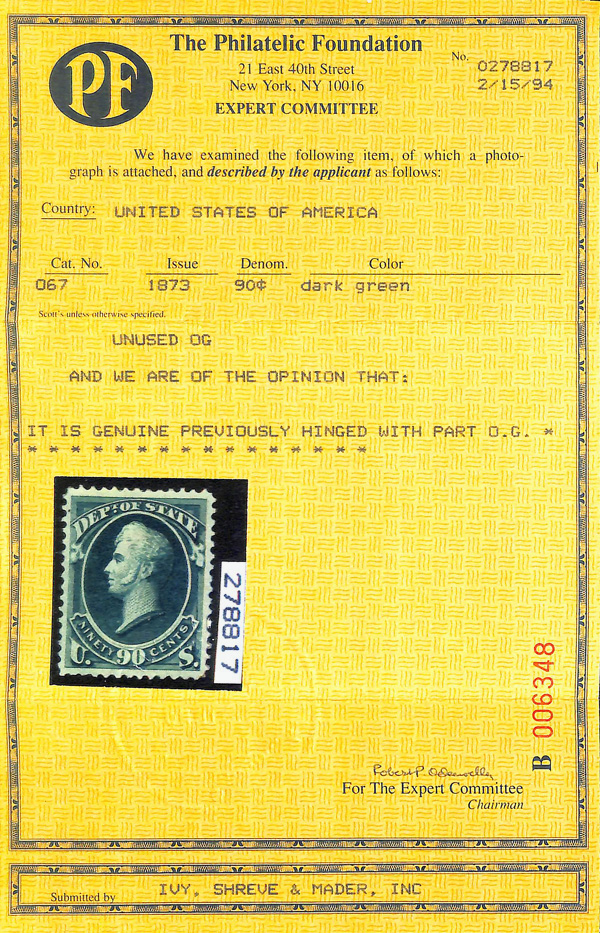 PF
The Philatelic Foundation
21 East 40th Street
New York, NY 10016
EXPERT COMMITTEE
No. 0278817
2/15/94
We have examined the following item, of which a photo-
graph is attached, and described by the applicant as follows:
Country: UNITED STATES OF AMERICA
Cat. No. Issue Denom. Color
O67 1873 90¢ dark green
Scott's unless otherwise specified.
UNUSED OG
AND WE ARE OF THE OPINION THAT:
IT IS GENUINE PREVIOUSLY HINGED WITH PART O.G. *
* * * * * * * * * * * * * * * * * *
DEPT. OF STATE
NINETY CENTS
U. 90 S.
278817
B 006348
For The Expert Committee
Chairman
Submitted by IVY, SHREVE & MADER, INC